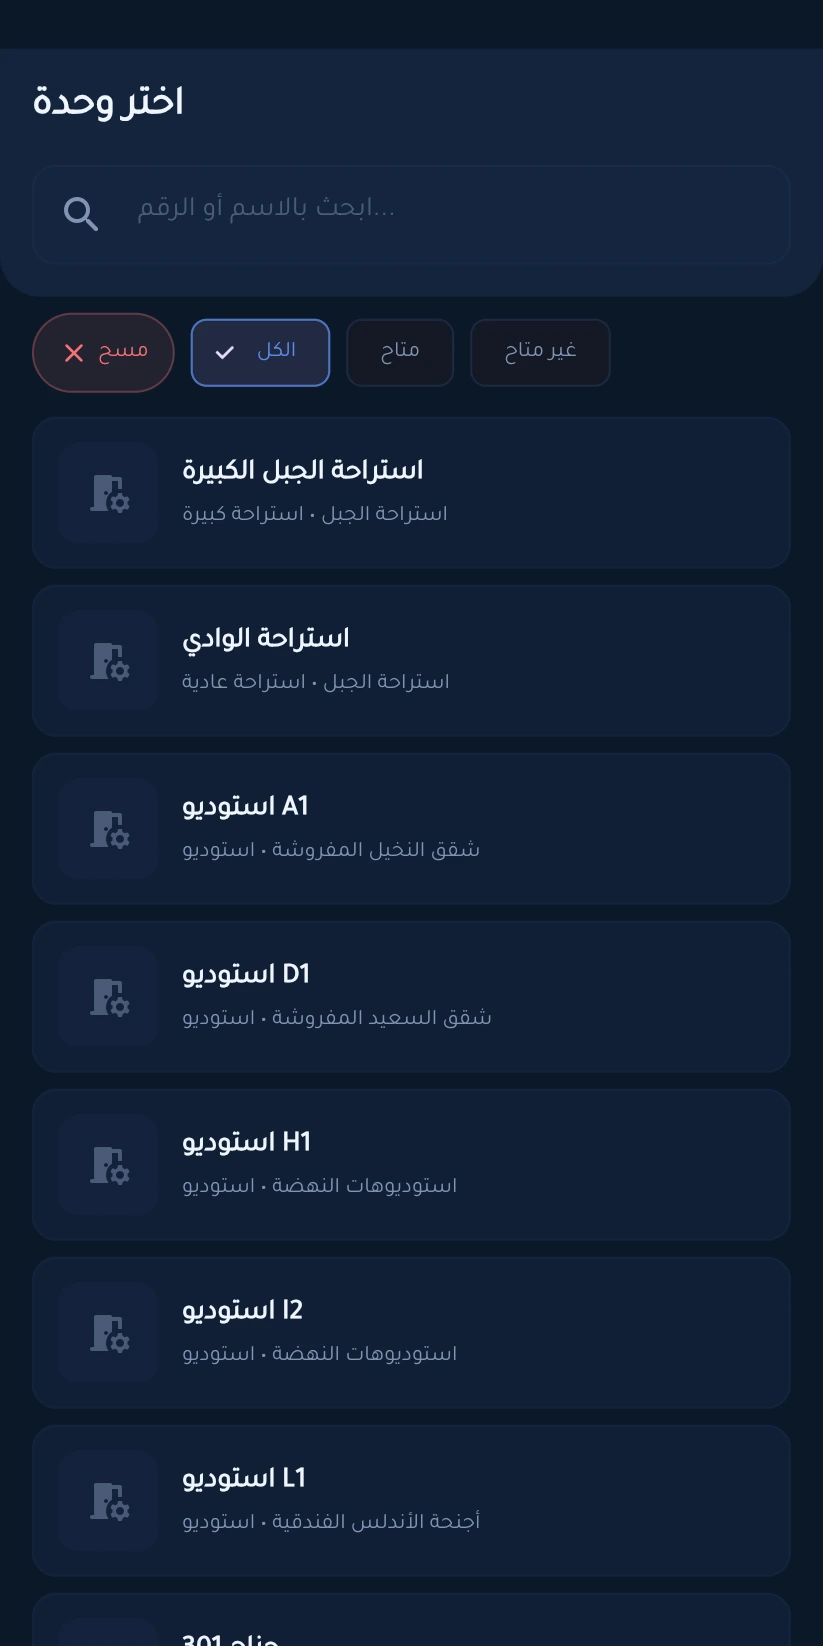 اختر وحدة
ابحث بالاسم أو الرقم...
مسح
الكل
متاح
غير متاح
استراحة الجبل الكبيرة
استراحة الجبل • استراحة كبيرة
استراحة الوادي
استراحة الجبل • استراحة عادية
استوديو A1
شقق النخيل المفروشة • استوديو
استوديو D1
شقق السعيد المفروشة • استوديو
استوديو H1
استوديوهات النهضة • استوديو
استوديو I2
استوديوهات النهضة • استوديو
استوديو L1
أجنحة الأندلس الفندقية • استوديو
جناح 301